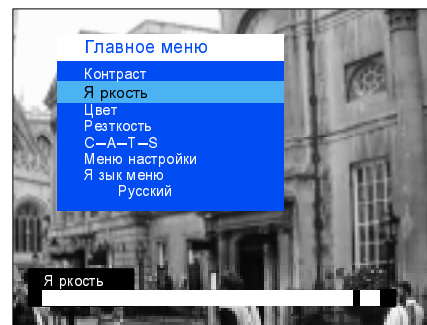 Главное меню
Контраст
Я ркость
Цвет
Резткость
C–A–T–S
Меню настройки
Я зык меню
Русский
Я ркость